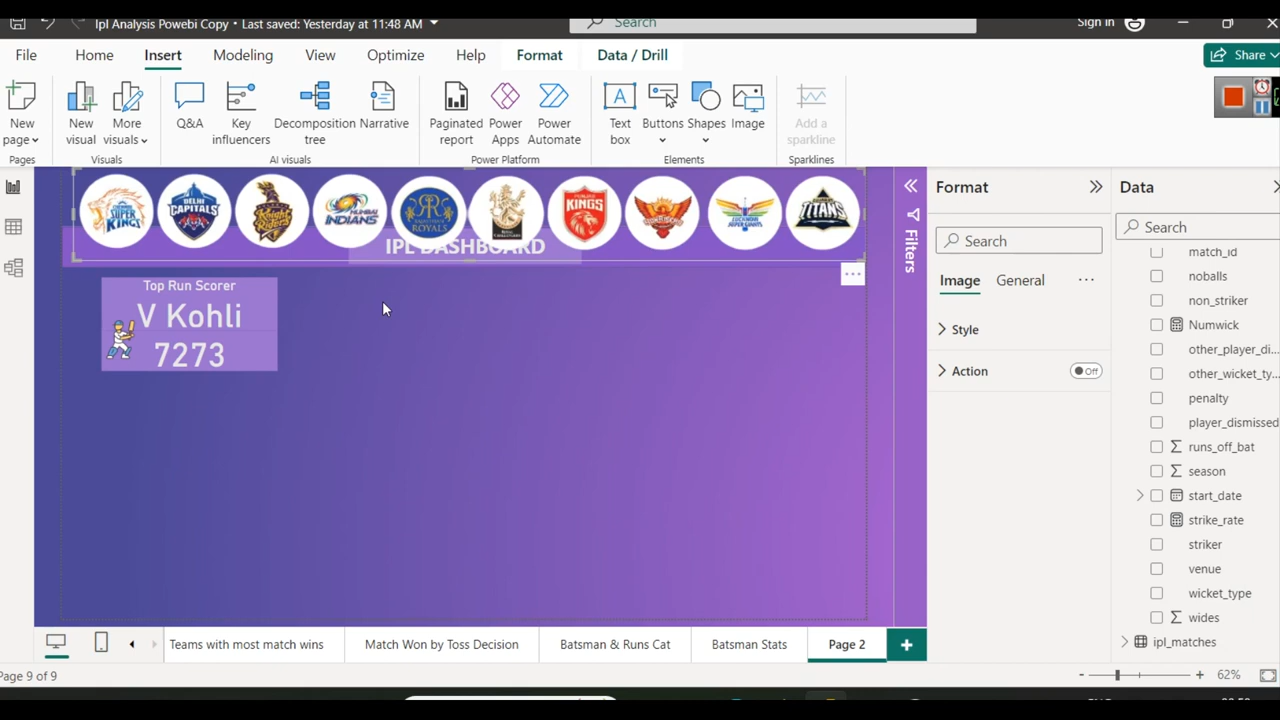 Ipl Analysis Powebi Copy • Last saved: Yesterday at 11:48 AM
Search
Sign in
File
Home
Insert
Modeling
View
Optimize
Help
Format
Data / Drill
Share
New page
New visual
More visuals
Q&A
Key influencers
Decomposition tree
Narrative
Paginated report
Power Apps
Power Automate
Text box
Buttons
Shapes
Image
Add a sparkline
Pages
Visuals
AI visuals
Power Platform
Elements
Sparklines
SUPER KINGS
DELHI CAPITALS
Knight Riders
MUMBAI INDIANS
RR
ROYALS
KINGS
TITANS
IPL DASHBOARD
Top Run Scorer
V Kohli
7273
Filters
Format
Search
Image
General
Style
Action
Off
Data
Search
match_id
noballs
non_striker
Numwick
other_player_di...
other_wicket_ty...
penalty
player_dismissed
runs_off_bat
season
start_date
strike_rate
striker
venue
wicket_type
wides
ipl_matches
Teams with most match wins
Match Won by Toss Decision
Batsman & Runs Cat
Batsman Stats
Page 2
Page 9 of 9
62%